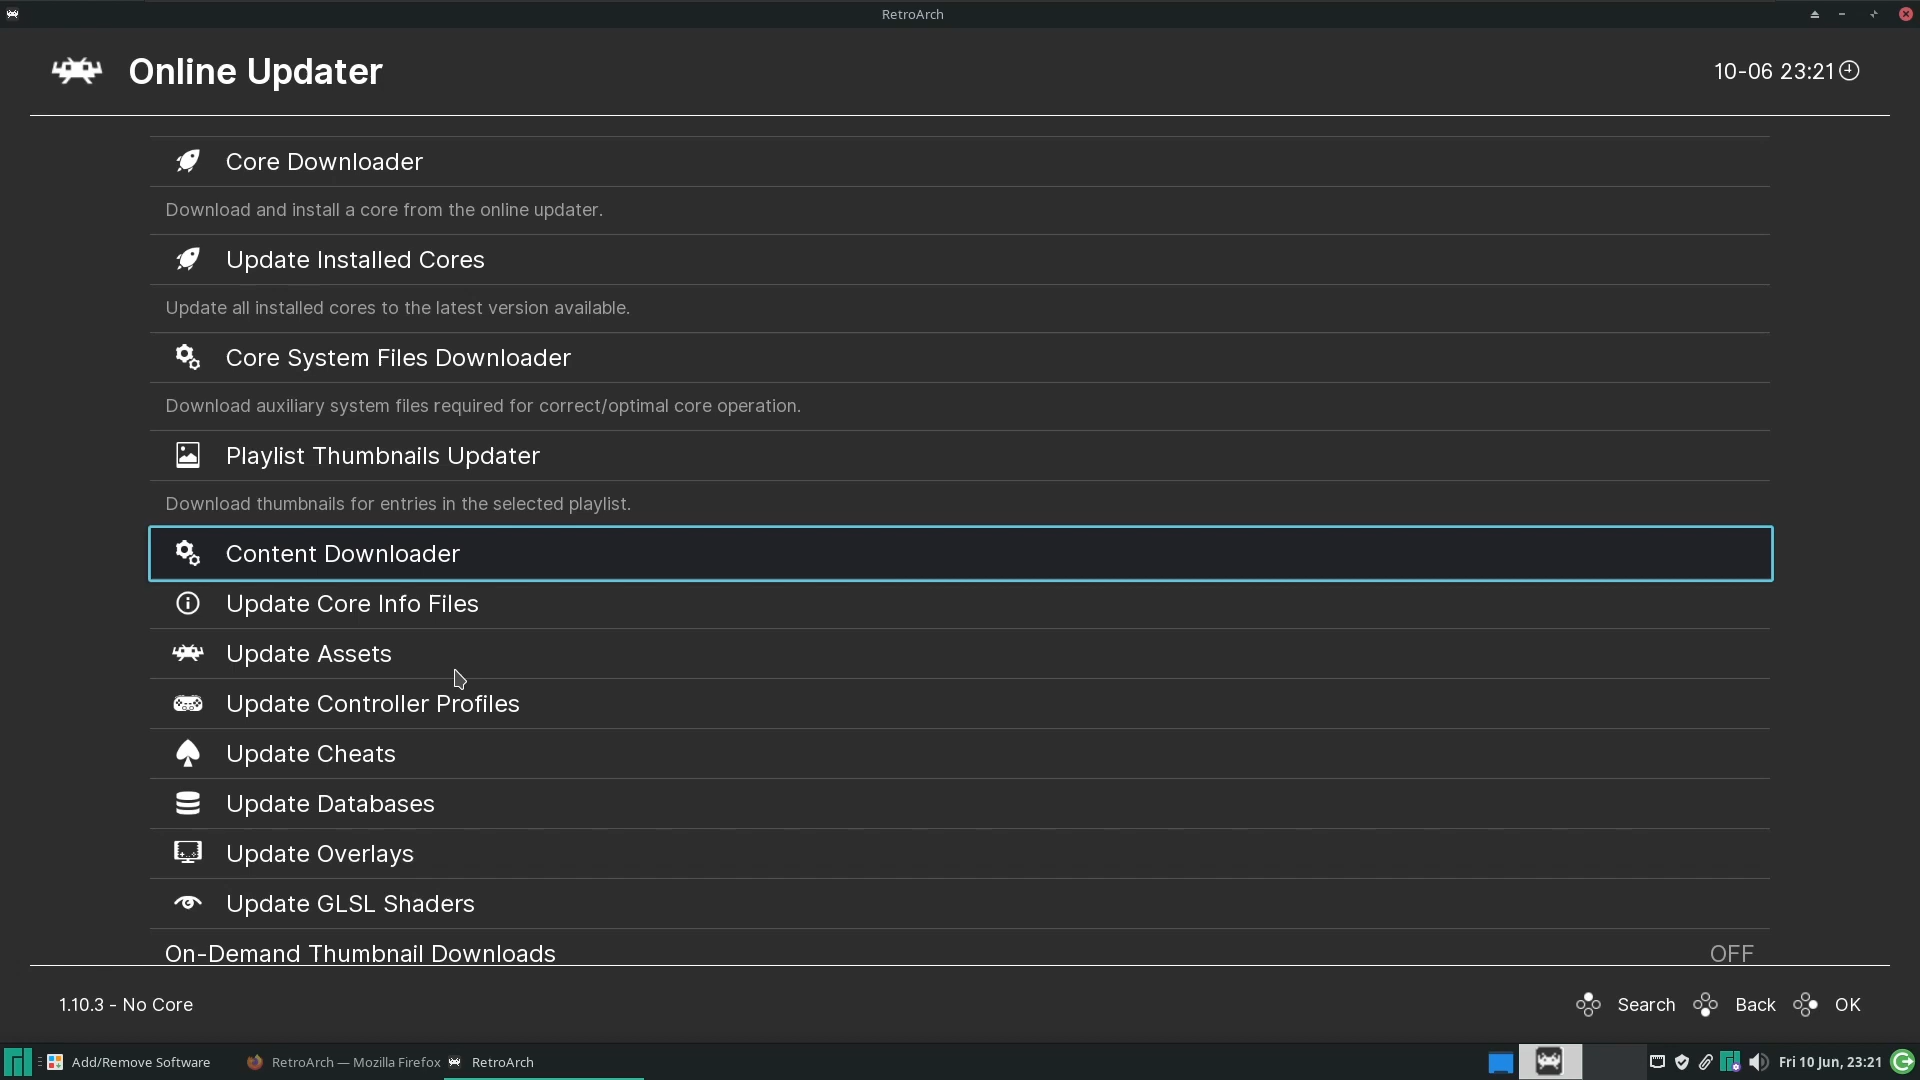 RetroArch
Online Updater
10-06 23:21
Core Downloader
Download and install a core from the online updater.
Update Installed Cores
Update all installed cores to the latest version available.
Core System Files Downloader
Download auxiliary system files required for correct/optimal core operation.
Playlist Thumbnails Updater
Download thumbnails for entries in the selected playlist.
Content Downloader
Update Core Info Files
Update Assets
Update Controller Profiles
Update Cheats
Update Databases
Update Overlays
Update GLSL Shaders
On-Demand Thumbnail Downloads OFF
1.10.3 - No Core
Search Back OK
Add/Remove Software RetroArch — Mozilla Firefox RetroArch Fri 10 Jun, 23:21